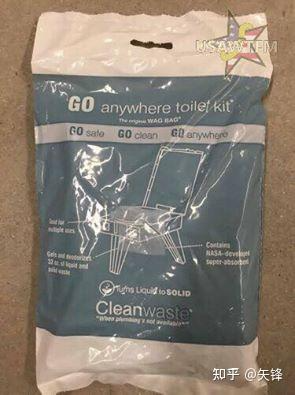 USAWTFM
GO anywhere toilet kit
The original WAG BAG®
GO safe GO clean GO anywhere
Good for
multiple uses
Gells and deodorizes
32 oz. of liquid and
solid waste
Contains
NASA-developed
super-absorbent
Turns Liquid to SOLID
Cleanwaste
"When plumbing's not available"
知乎 @矢锋